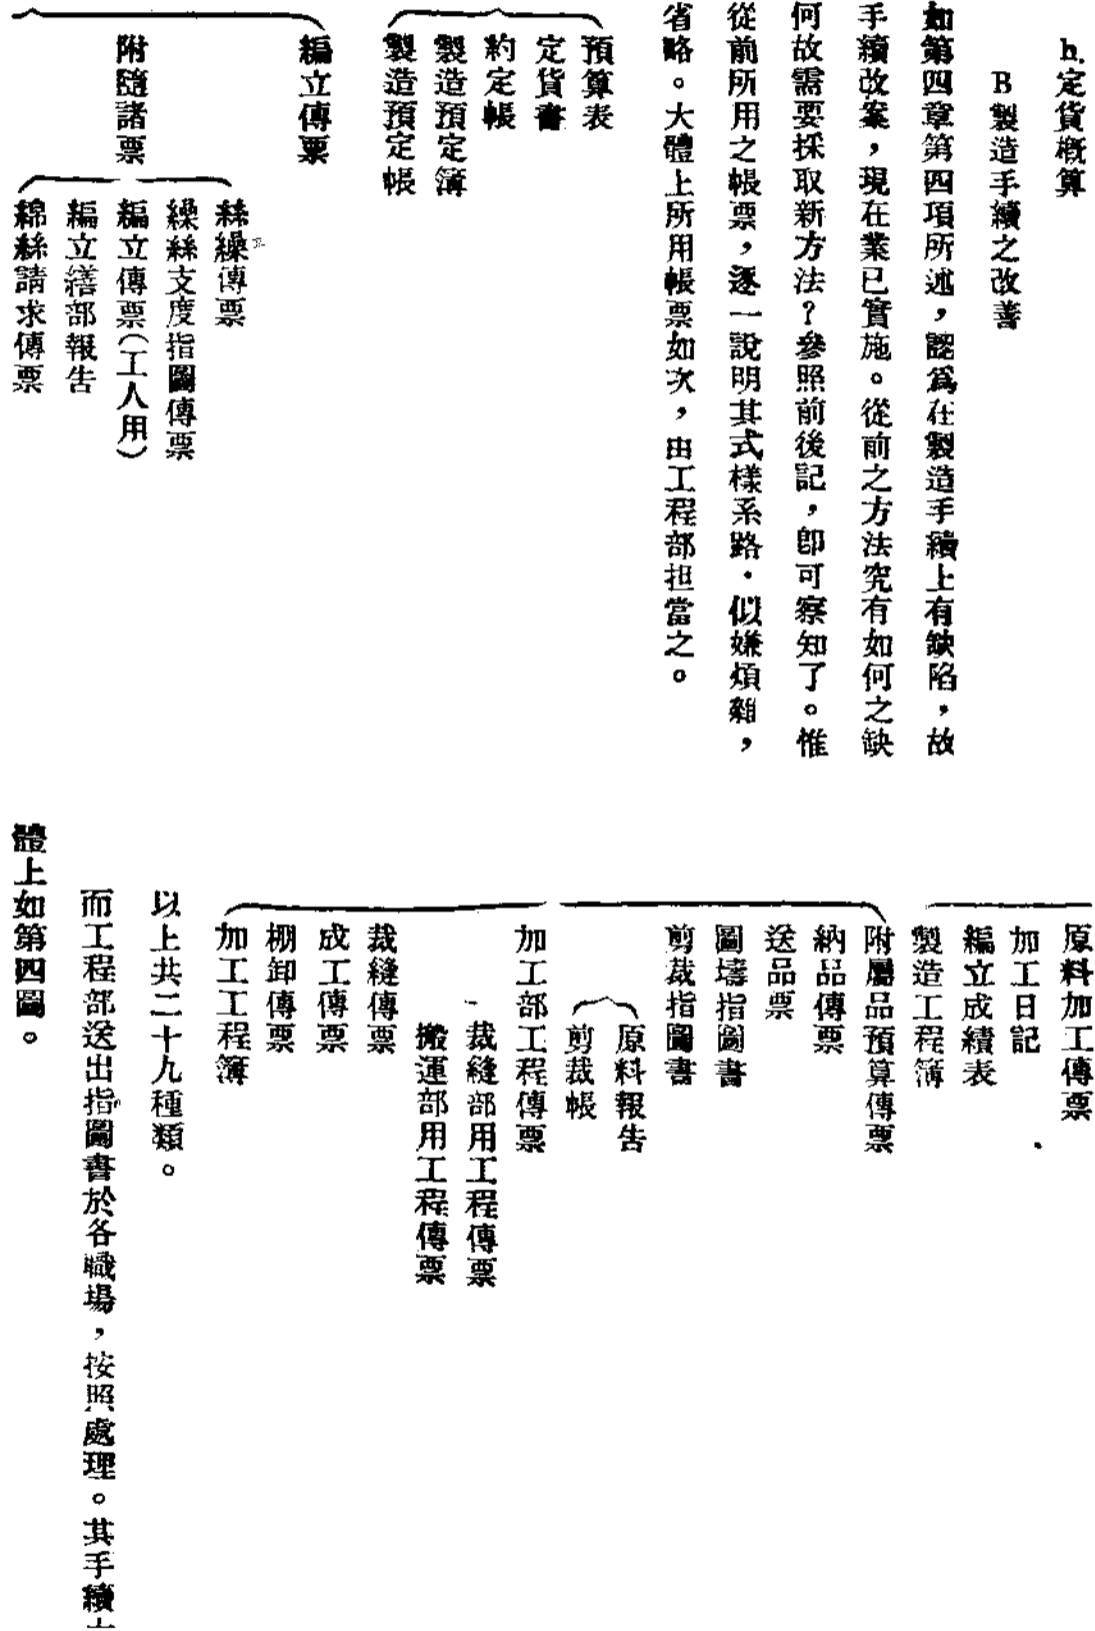 h.定貨概算
B 製造手續之改善
如第四章第四項所述，認爲在製造手續上有缺陷，故
手續改案，現在業已實施。從前之方法究有如何之缺
何故需要採取新方法？參照前後記，卽可察知了。惟
從前所用之帳票，逐一說明其式樣系路．似嫌煩雜，
省略。大體上所用帳票如次，由工程部担當之。
預算表
定貨書
約定帳
製造預定簿
製造預定帳
編立傳票
附隨諸票
絲繰傳票
繰絲支度指圖傳票
編立傳票(工人用)
編立繕部報告
綿絲請求傳票
原料加工傳票
加工日記
編立成績表
製造工程簿
附屬品預算傳票
納品傳票
送品票
圖壔指圖書
剪裁指圖書
原料報告
剪裁帳
加工部工程傳票
裁縫部用工程傳票
搬運部用工程傳票
裁縫傳票
成工傳票
棚卸傳票
加工工程簿
以上共二十九種類。
而工程部送出指圖書於各職場，按照處理。其手續大
體上如第四圖。